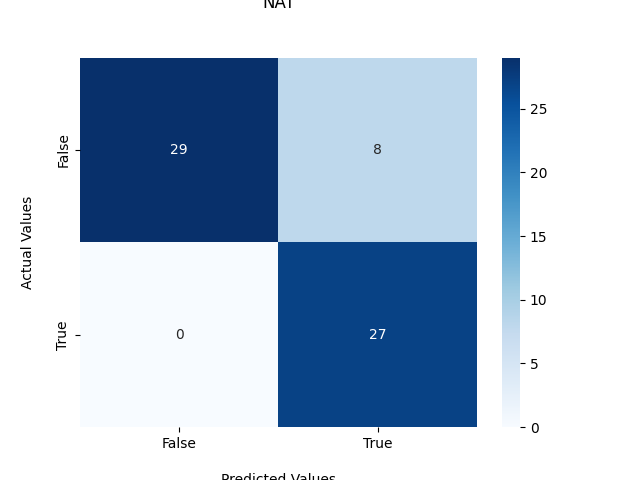 NAT
Actual Values
False
29
8
True
0
27
False
True
Predicted Values
25
20
15
10
5
0